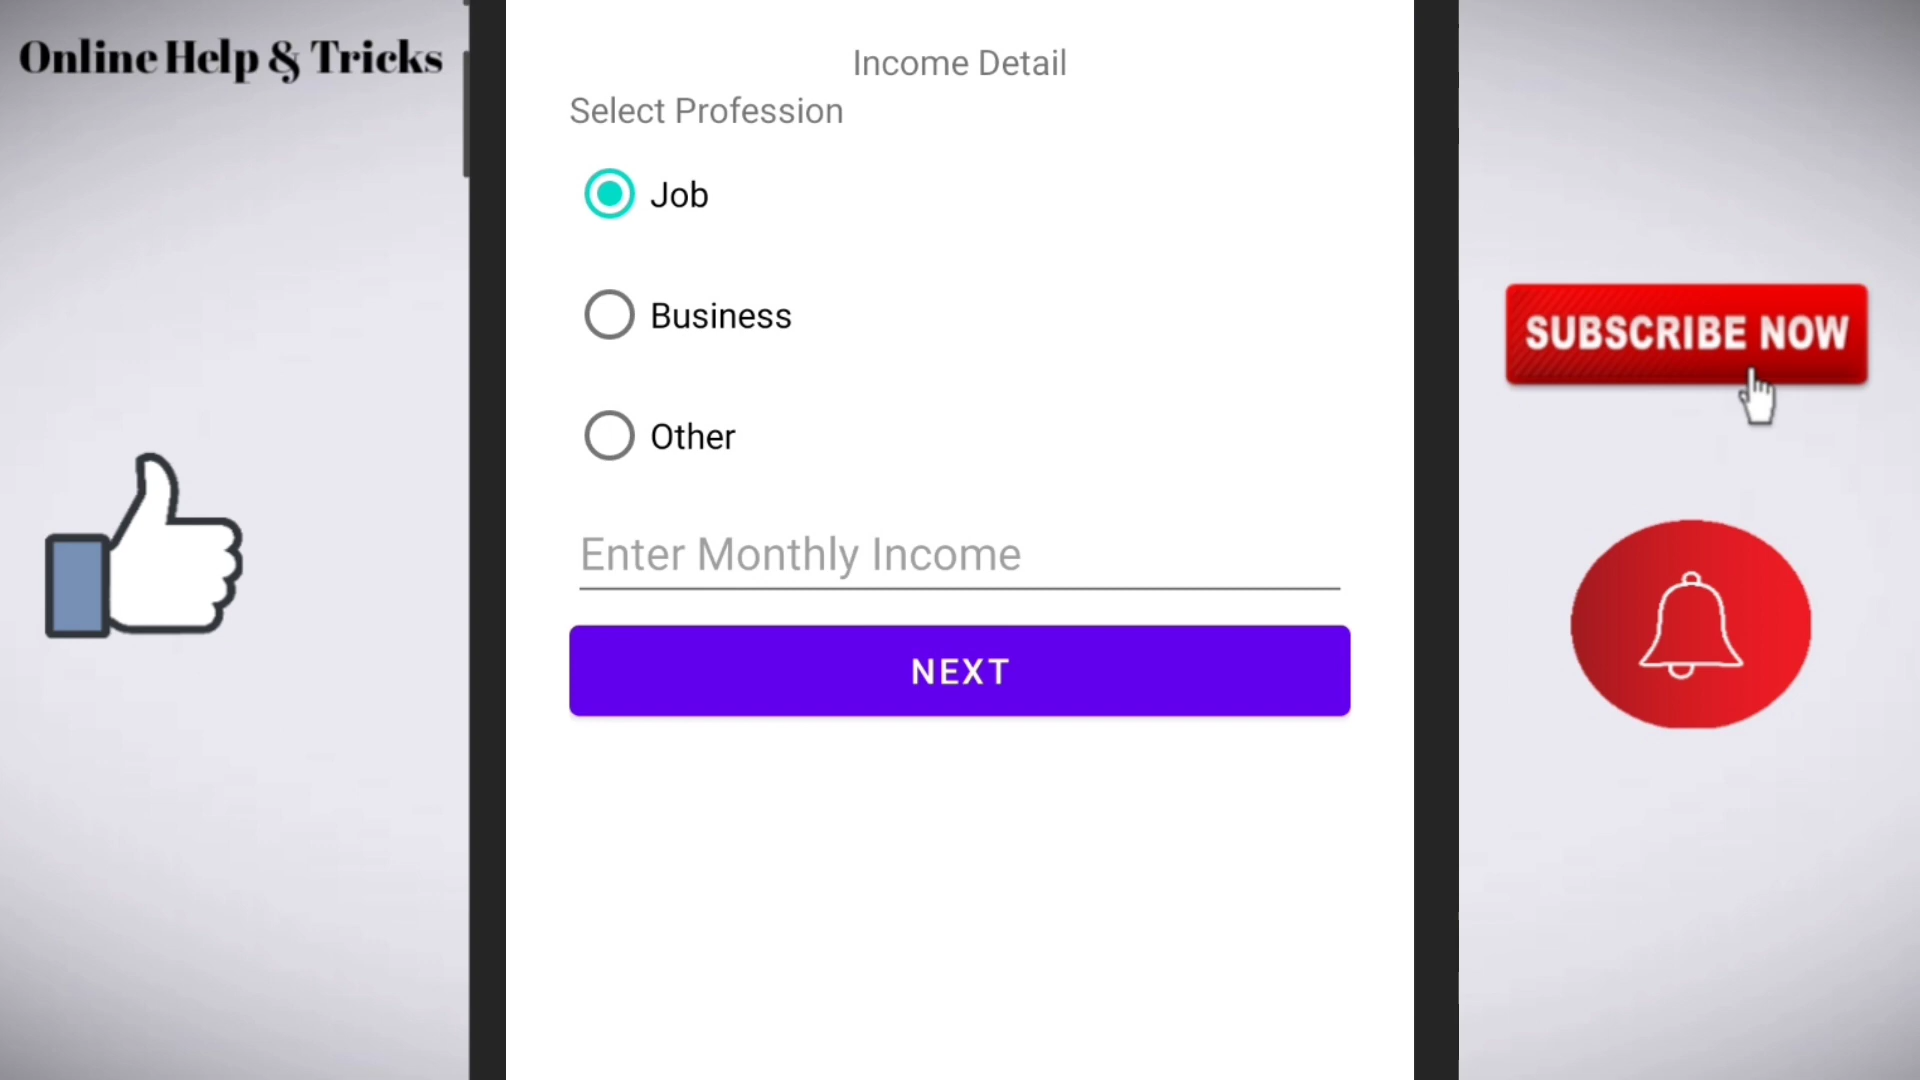 Online Help & Tricks
Income Detail
Select Profession
Job
Business
Other
Enter Monthly Income
NEXT
SUBSCRIBE NOW